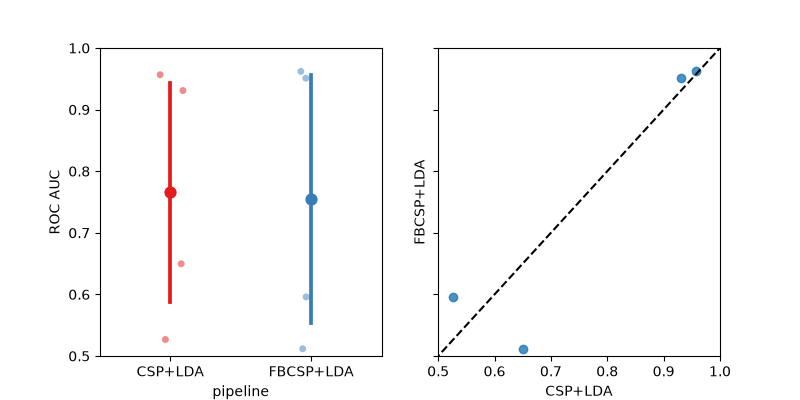 1.0
0.9
0.8
0.7
0.6
0.5
ROC AUC
CSP+LDA FBCSP+LDA
pipeline
FBCSP+LDA
0.5 0.6 0.7 0.8 0.9 1.0
CSP+LDA